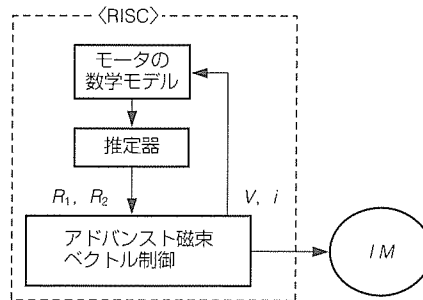 〈RISC〉
モータの
数学モデル
推定器
R1, R2
V, i
アドバンスト磁束
ベクトル制御
IM